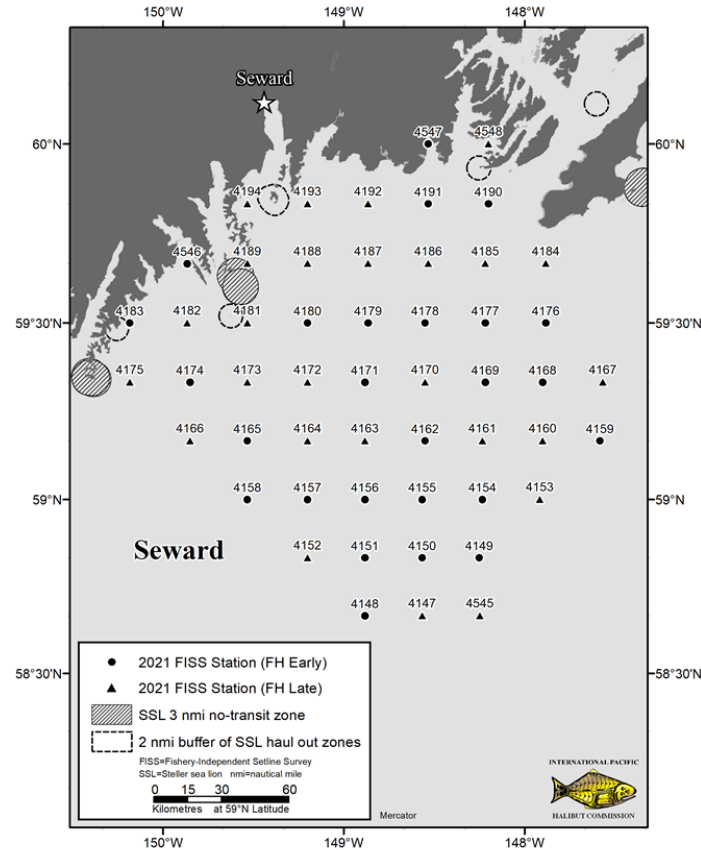 150°W 149°W 148°W
Seward
4547 4548
60°N 60°N
4194 4193 4192 4191 4190
4546 4189 4188 4187 4186 4185 4184
4183 4182 4181 4180 4179 4178 4177 4176
59°30'N 59°30'N
4175 4174 4173 4172 4171 4170 4169 4168 4167
4166 4165 4164 4163 4162 4161 4160 4159
4158 4157 4156 4155 4154 4153
59°N 59°N
Seward
4152 4151 4150 4149
4148 4147 4545
58°30'N 58°30'N
2021 FISS Station (FH Early)
2021 FISS Station (FH Late)
SSL 3 nmi no-transit zone
2 nmi buffer of SSL haul out zones
FISS=Fishery-Independent Setline Survey
SSL=Steller sea lion nmi=nautical mile
0 15 30 60
Kilometres at 59°N Latitude
Mercator
INTERNATIONAL PACIFIC
HALIBUT COMMISSION
150°W 149°W 148°W